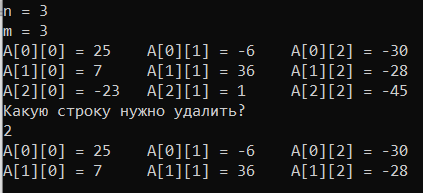 n = 3
m = 3
A[0][0] = 25 A[0][1] = -6 A[0][2] = -30
A[1][0] = 7 A[1][1] = 36 A[1][2] = -28
A[2][0] = -23 A[2][1] = 1 A[2][2] = -45
Какую строку нужно удалить?
2
A[0][0] = 25 A[0][1] = -6 A[0][2] = -30
A[1][0] = 7 A[1][1] = 36 A[1][2] = -28